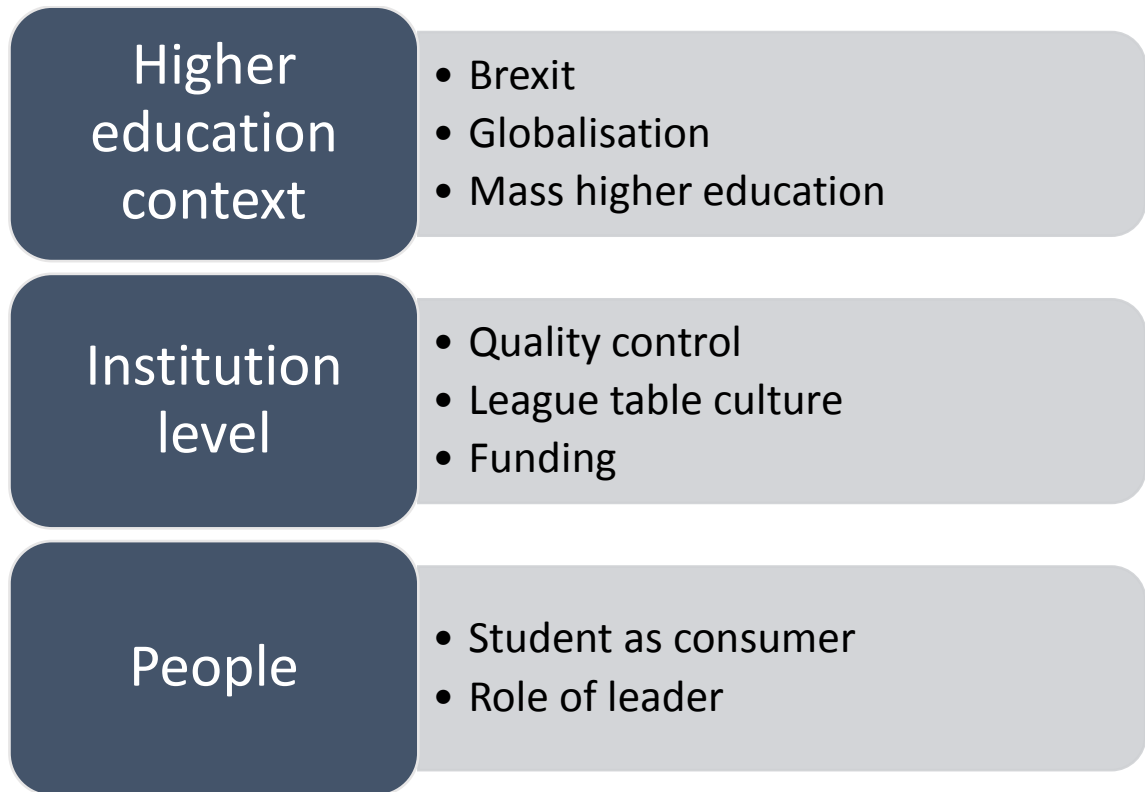 Higher
education
context
• Brexit
• Globalisation
• Mass higher education
Institution
level
• Quality control
• League table culture
• Funding
People
• Student as consumer
• Role of leader